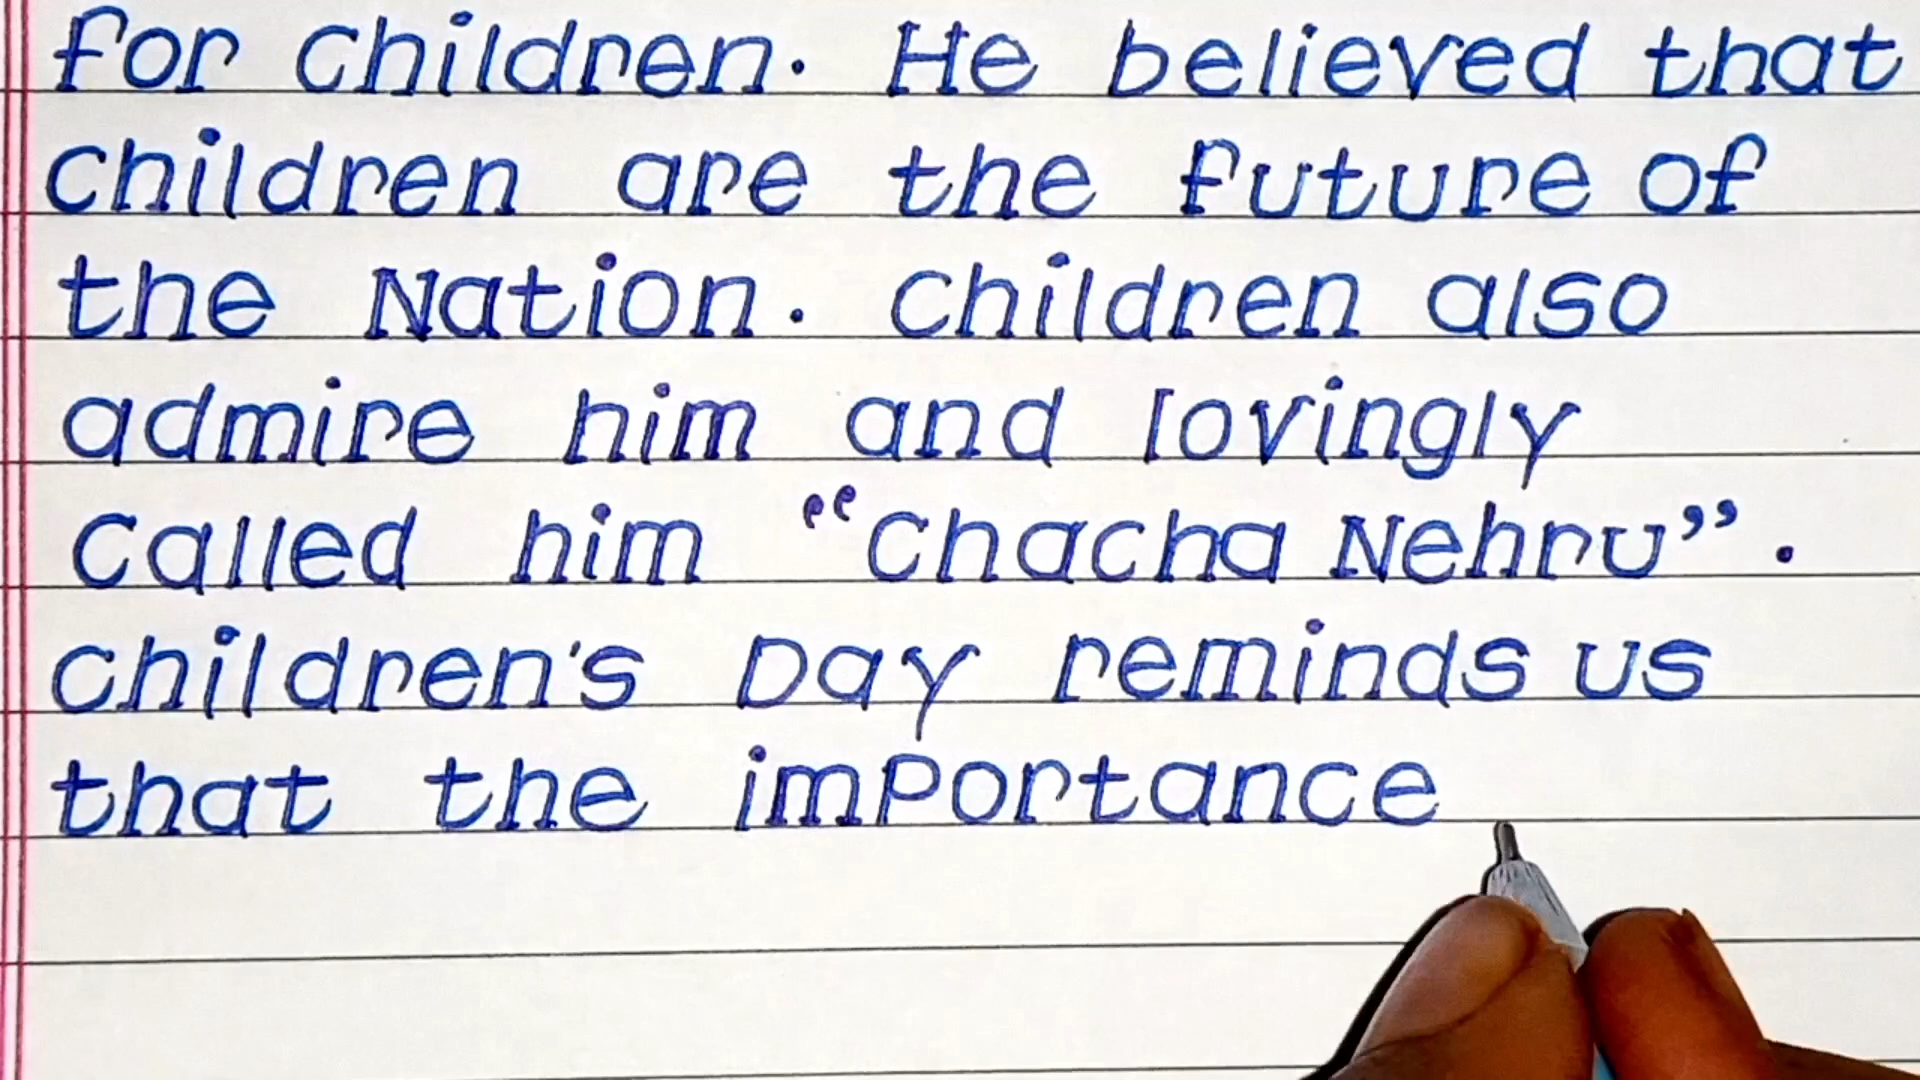 for children. He believed that
children are the future of
the Nation. Children also
admire him and lovingly
Called him “Chacha Nehru”.
children's Day reminds us
that the importance